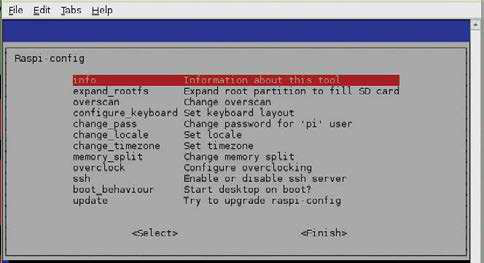 File Edit Tabs Help
Raspi-config
info Information about this tool
expand_rootfs Expand root partition to fill SD card
overscan Change overscan
configure_keyboard Set keyboard layout
change_pass Change password for 'pi' user
change_locale Set locale
change_timezone Set timezone
memory_split Change memory split
overclock Configure overclocking
ssh Enable or disable ssh server
boot_behaviour Start desktop on boot?
update Try to upgrade raspi-config
<Select> <Finish>